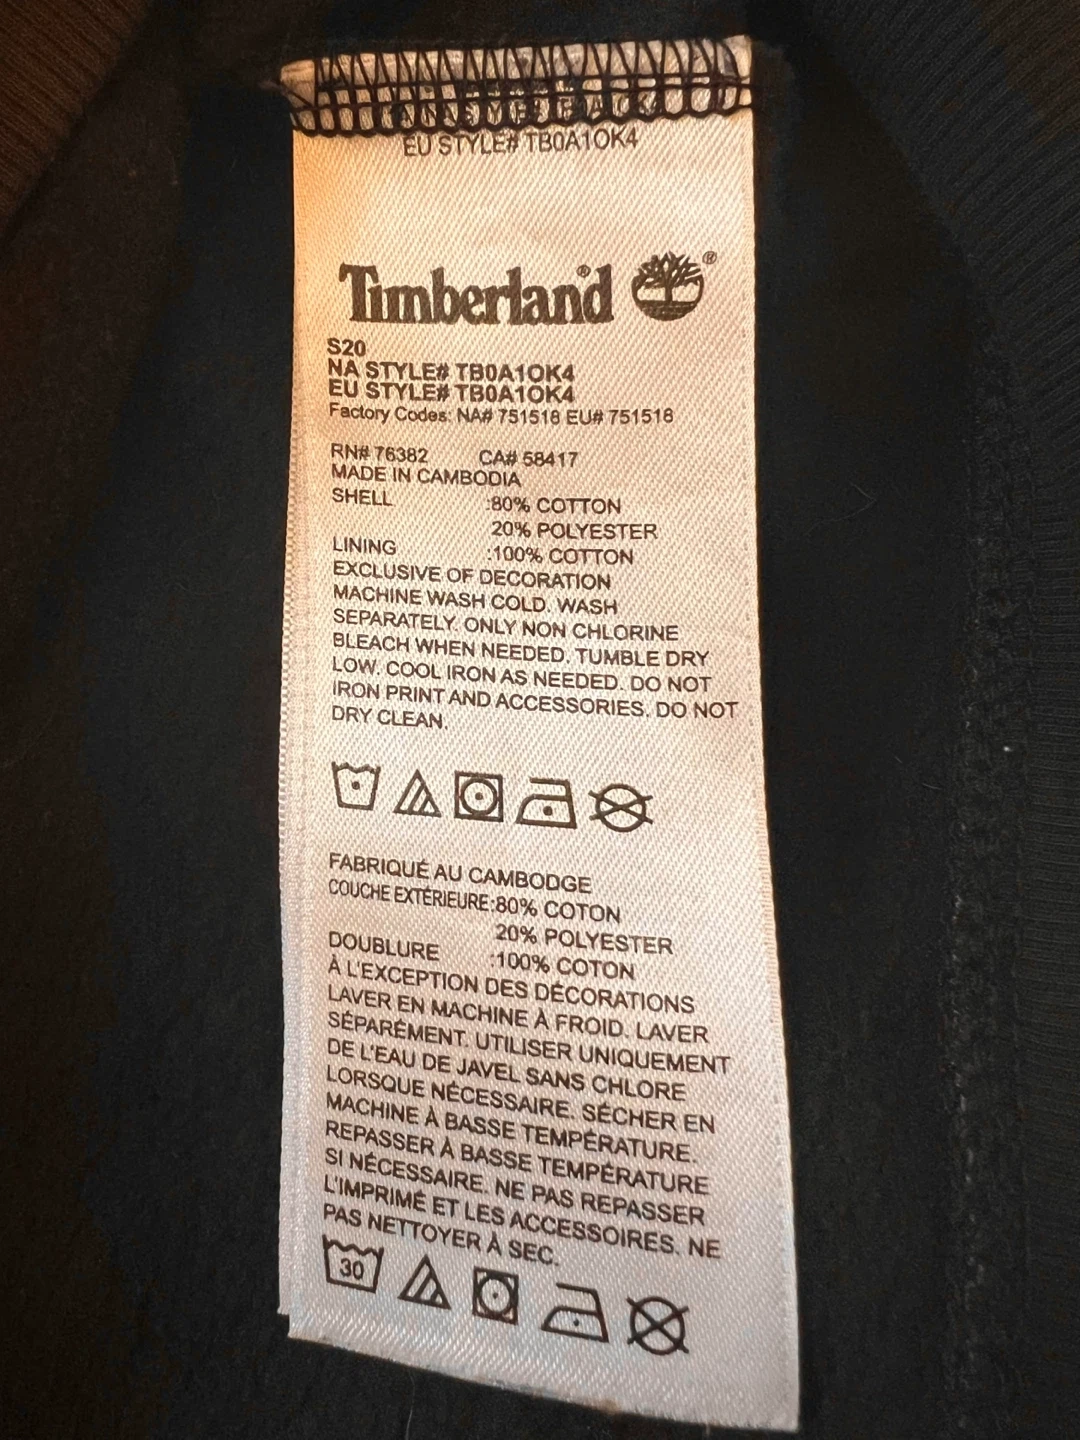 EU STYLE# TB0A1OK4
Timberland® ®
S20
NA STYLE# TB0A1OK4
EU STYLE# TB0A1OK4
Factory Codes: NA# 751518 EU# 751518
RN# 76382 CA# 58417
MADE IN CAMBODIA
SHELL :80% COTTON
20% POLYESTER
LINING :100% COTTON
EXCLUSIVE OF DECORATION
MACHINE WASH COLD. WASH
SEPARATELY. ONLY NON CHLORINE
BLEACH WHEN NEEDED. TUMBLE DRY
LOW. COOL IRON AS NEEDED. DO NOT
IRON PRINT AND ACCESSORIES. DO NOT
DRY CLEAN.
FABRIQUÉ AU CAMBODGE
COUCHE EXTÉRIEURE:80% COTON
20% POLYESTER
DOUBLURE :100% COTON
À L'EXCEPTION DES DÉCORATIONS
LAVER EN MACHINE À FROID. LAVER
SÉPARÉMENT. UTILISER UNIQUEMENT
DE L'EAU DE JAVEL SANS CHLORE
LORSQUE NÉCESSAIRE. SÉCHER EN
MACHINE À BASSE TEMPÉRATURE.
REPASSER À BASSE TEMPÉRATURE
SI NÉCESSAIRE. NE PAS REPASSER
L'IMPRIMÉ ET LES ACCESSOIRES. NE
PAS NETTOYER À SEC.
30